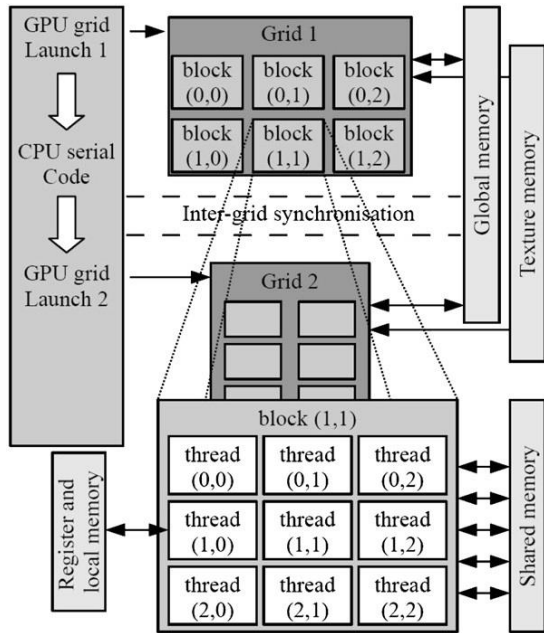 GPU grid
Launch 1
CPU serial
Code
GPU grid
Launch 2
Grid 1
block
(0,0)
block
(0,1)
block
(0,2)
block
(1,0)
block
(1,1)
block
(1,2)
Inter-grid synchronisation
Grid 2
Global memory
Texture memory
block (1,1)
thread
(0,0)
thread
(0,1)
thread
(0,2)
thread
(1,0)
thread
(1,1)
thread
(1,2)
thread
(2,0)
thread
(2,1)
thread
(2,2)
Register and
local memory
Shared memory